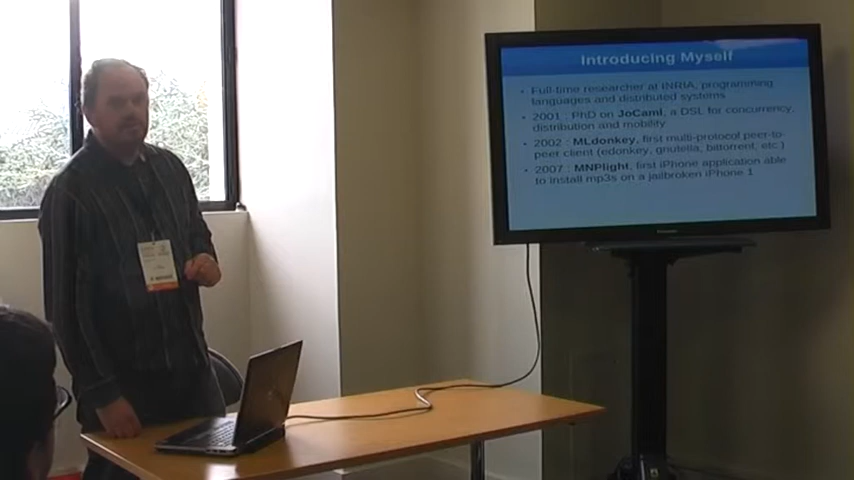 Introducing Myself
• Full-time researcher at INRIA, programming
languages and distributed systems
• 2001 : PhD on JoCaml, a DSL for concurrency,
distribution and mobility
• 2002 : MLdonkey, first multi-protocol peer-to-
peer client (edonkey, gnutella, bittorrent, etc.)
• 2007 : MNPlight, first iPhone application able
to install mp3s on a jailbroken iPhone 1